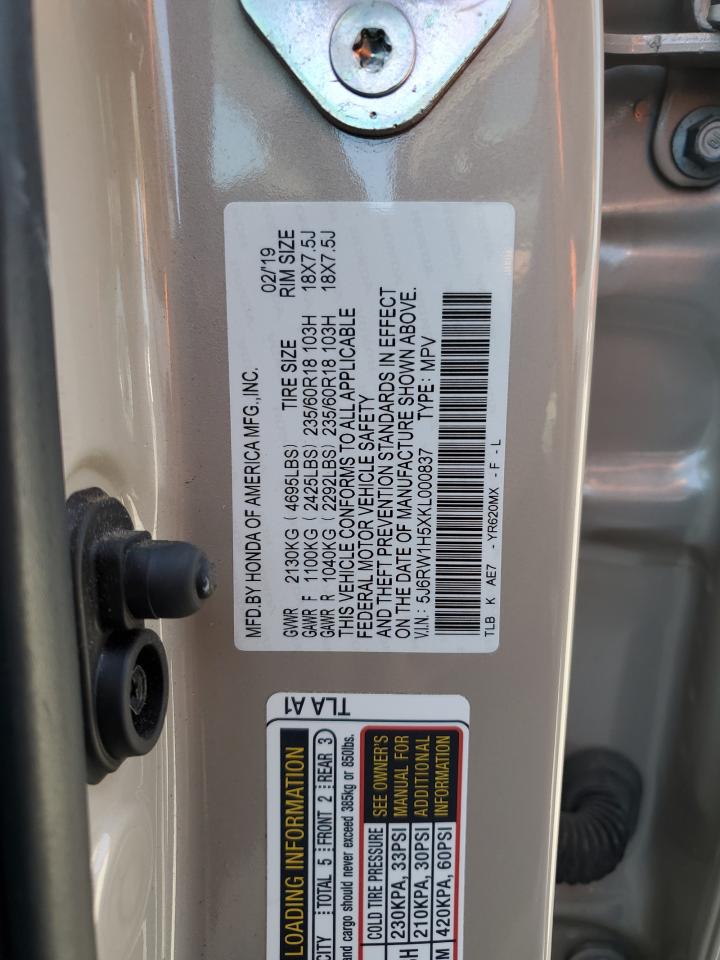 MFD.BY HONDA OF AMERICA MFG.,INC. 02/'19
GVWR 2130KG ( 4695LBS) TIRE SIZE RIM SIZE
GAWR F 1100KG ( 2425LBS) 235/60R18 103H 18X7.5J
GAWR R 1040KG ( 2292LBS) 235/60R18 103H 18X7.5J
THIS VEHICLE CONFORMS TO ALL APPLICABLE
FEDERAL MOTOR VEHICLE SAFETY
AND THEFT PREVENTION STANDARDS IN EFFECT
ON THE DATE OF MANUFACTURE SHOWN ABOVE.
V.I.N.: 5J6RW1H5XKL000837 TYPE: MPV
TLB K AE7 - YR620MX - F - L
TLA A1
LOADING INFORMATION
CITY TOTAL 5 FRONT 2 REAR 3
and cargo should never exceed 385kg or 850lbs.
COLD TIRE PRESSURE SEE OWNER'S
230KPA, 33PSI MANUAL FOR
210KPA, 30PSI ADDITIONAL
420KPA, 60PSI INFORMATION